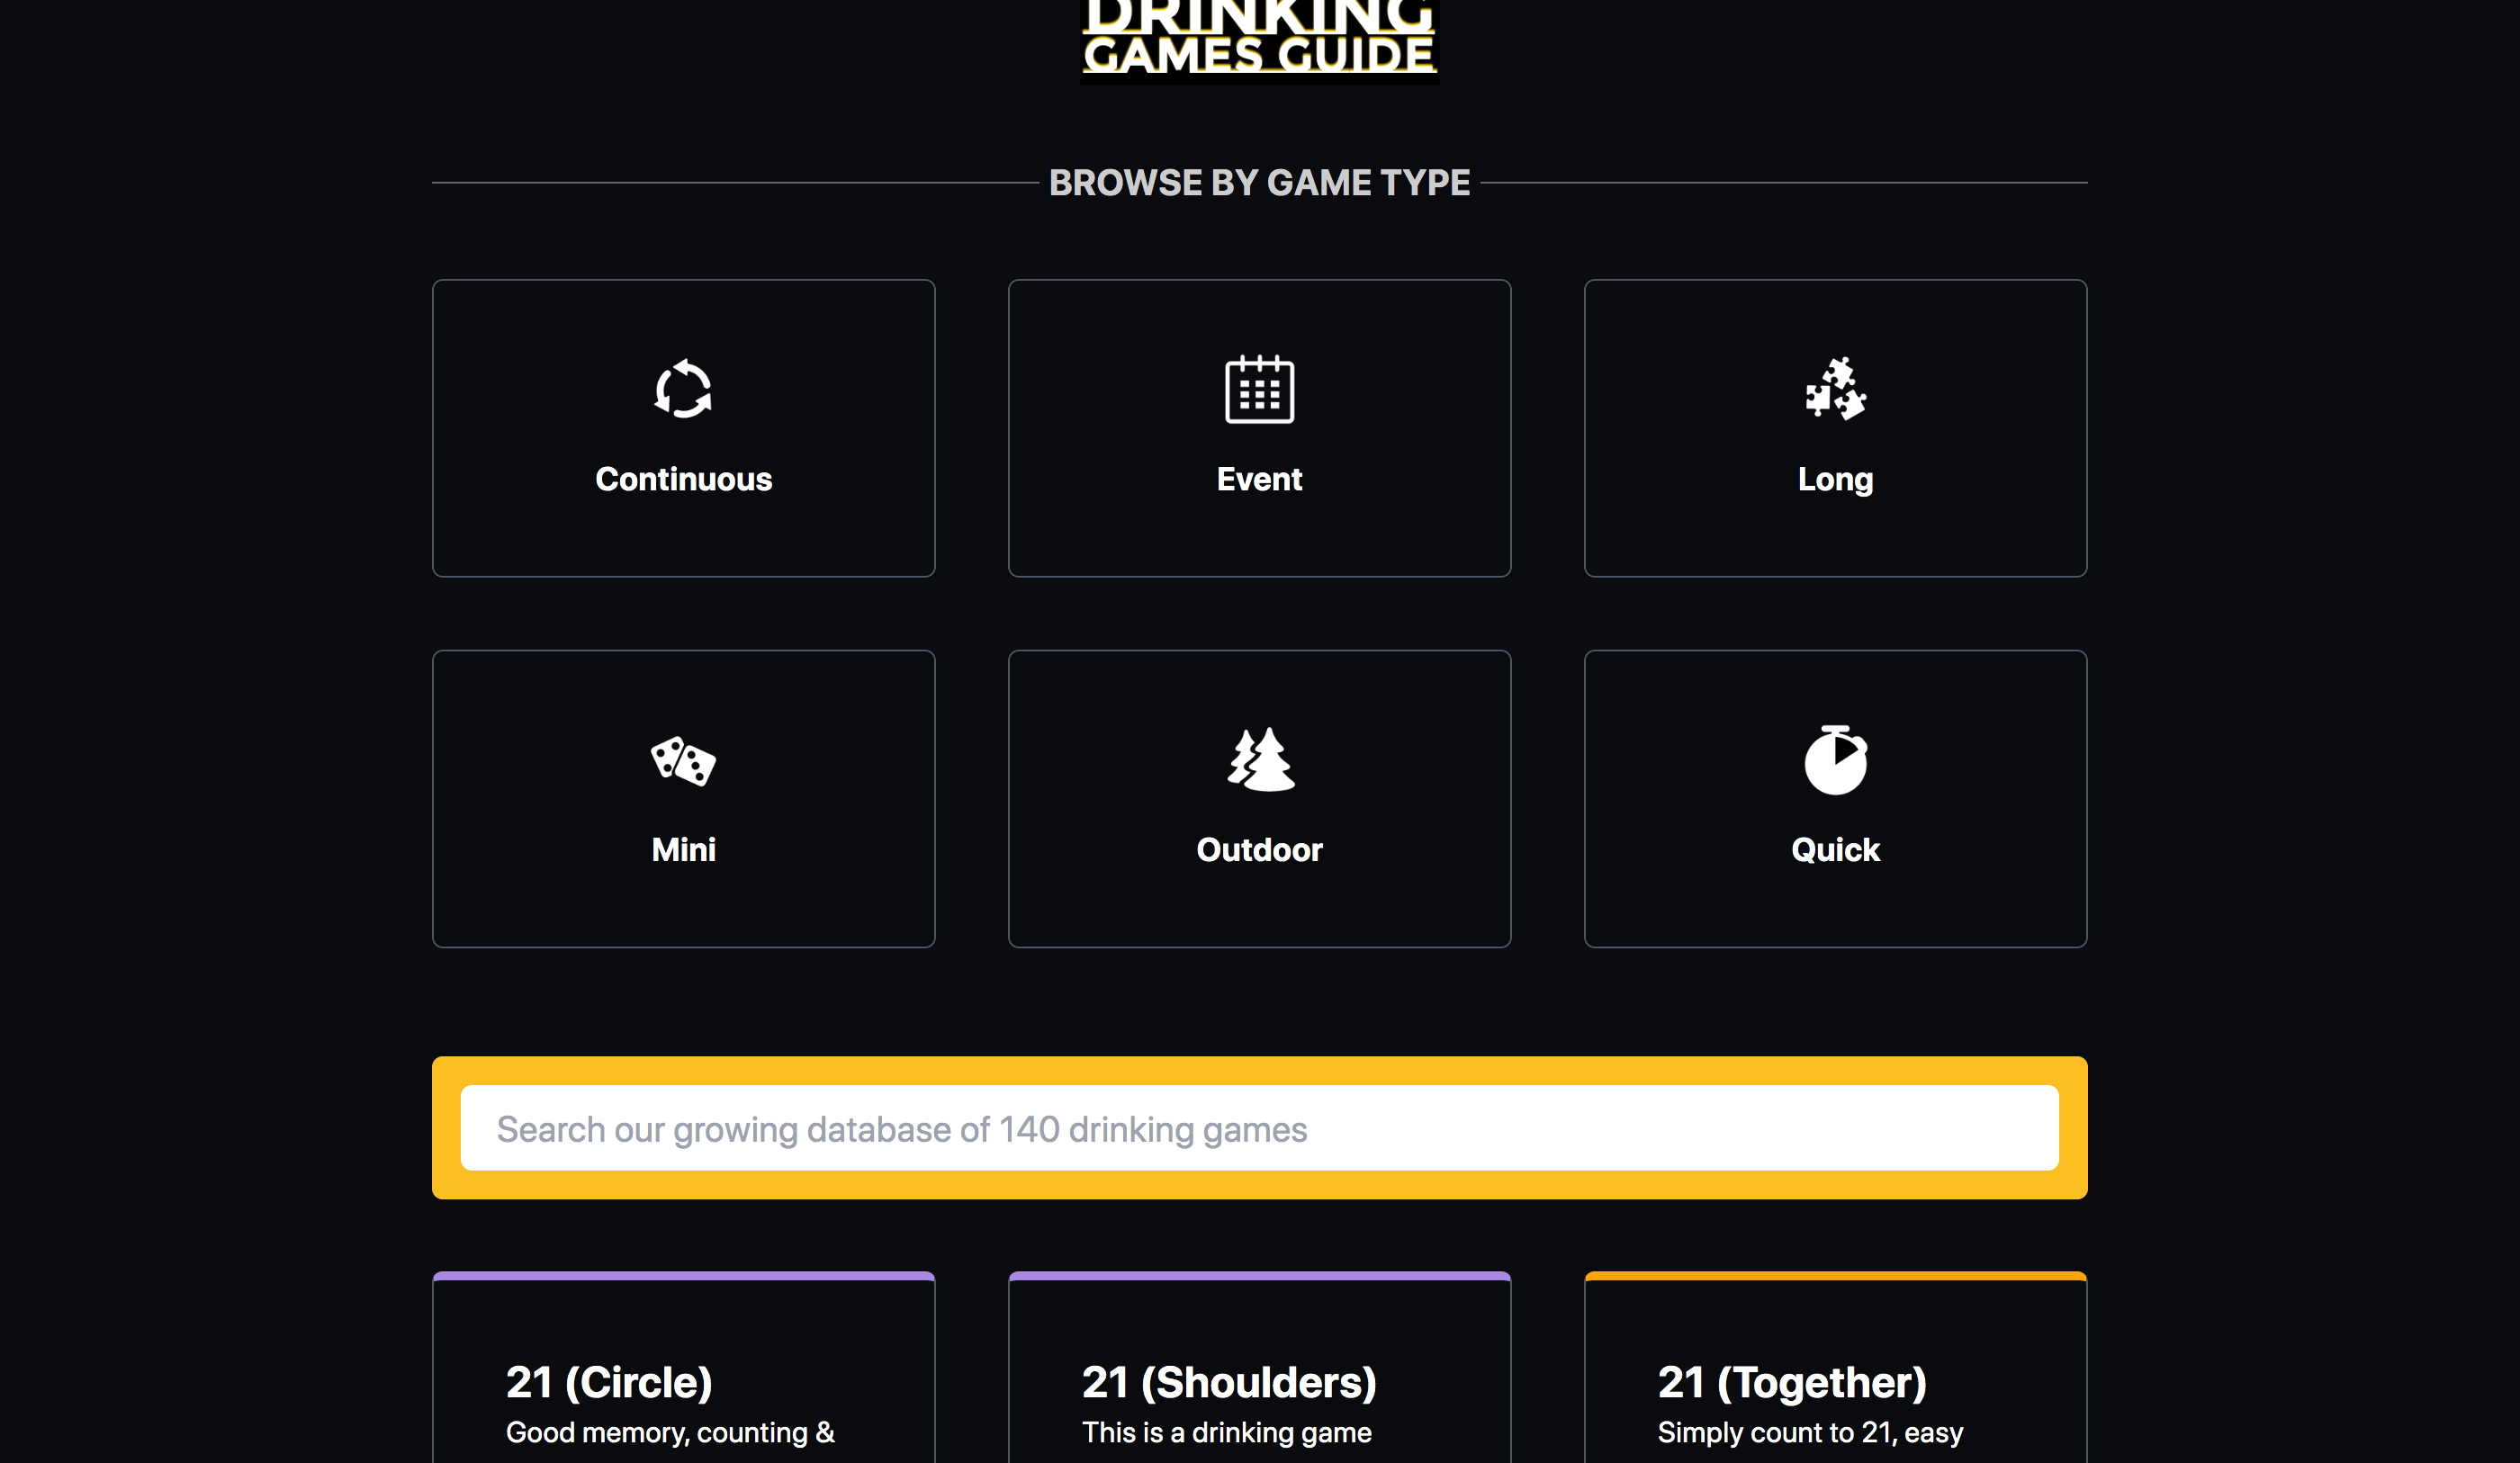 DRINKING
GAMES GUIDE
BROWSE BY GAME TYPE
Continuous
Event
Long
Mini
Outdoor
Quick
Search our growing database of 140 drinking games
21 (Circle)
Good memory, counting &
21 (Shoulders)
This is a drinking game
21 (Together)
Simply count to 21, easy